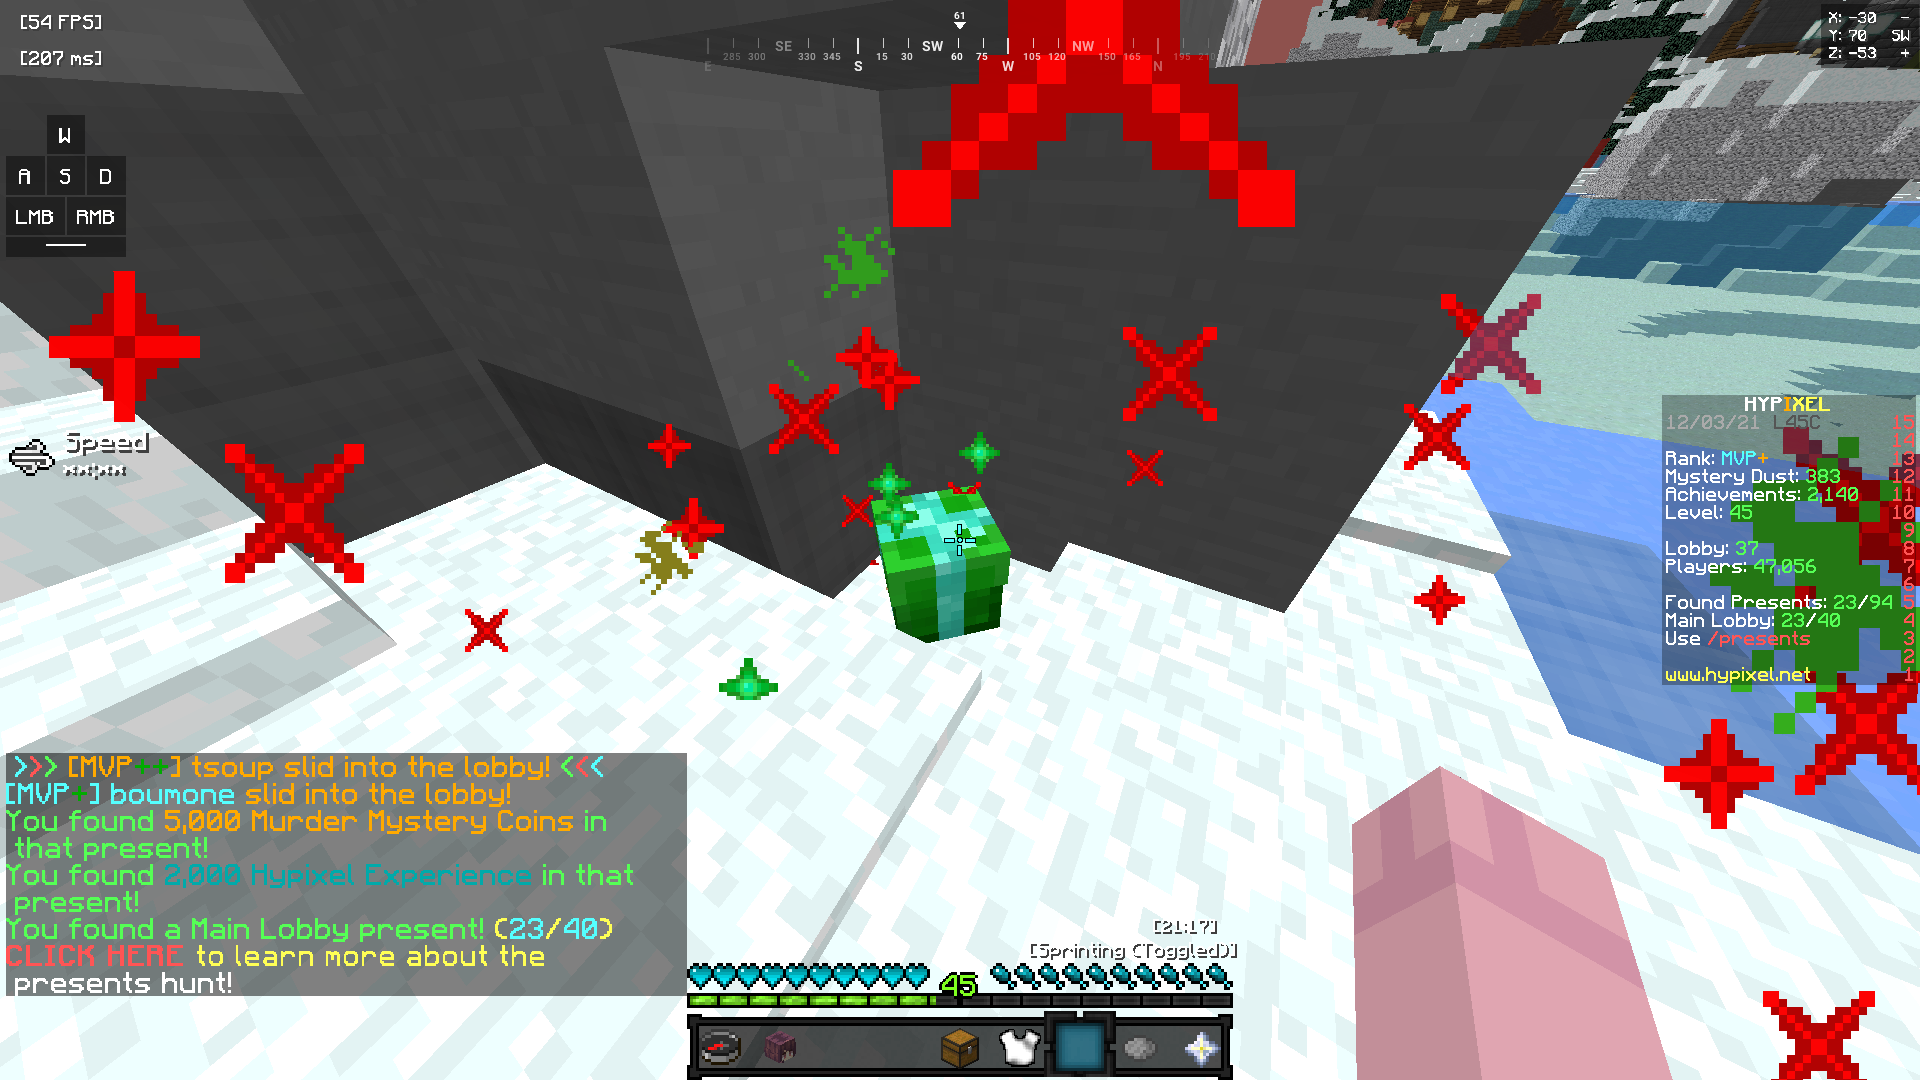 [54 FPS]
[207 ms]
W
A S D
LMB RMB
61
SE SW NW
285 300 330 345 15 30 60 75 105 120 150 165 195 210
E S W N
X: -30 -
Y: 70 SW
Z: -53 +
Speed
**:**
HYPIXEL
12/03/21 L45C 15
14
Rank: MVP+ 13
Mystery Dust: 383 12
Achievements: 2,140 11
Level: 45 10
9
Lobby: 37 8
Players: 47,056 7
6
Found Presents: 23/94 5
Main Lobby: 23/40 4
Use /presents 3
2
www.hypixel.net 1
>>> [MVP++] tsoup slid into the lobby! <<<
[MVP+] boumone slid into the lobby!
You found 5,000 Murder Mystery Coins in
that present!
You found 2,000 Hypixel Experience in that
present!
You found a Main Lobby present! (23/40)
CLICK HERE to learn more about the
presents hunt!
[21:17]
[Sprinting (Toggled)]
45